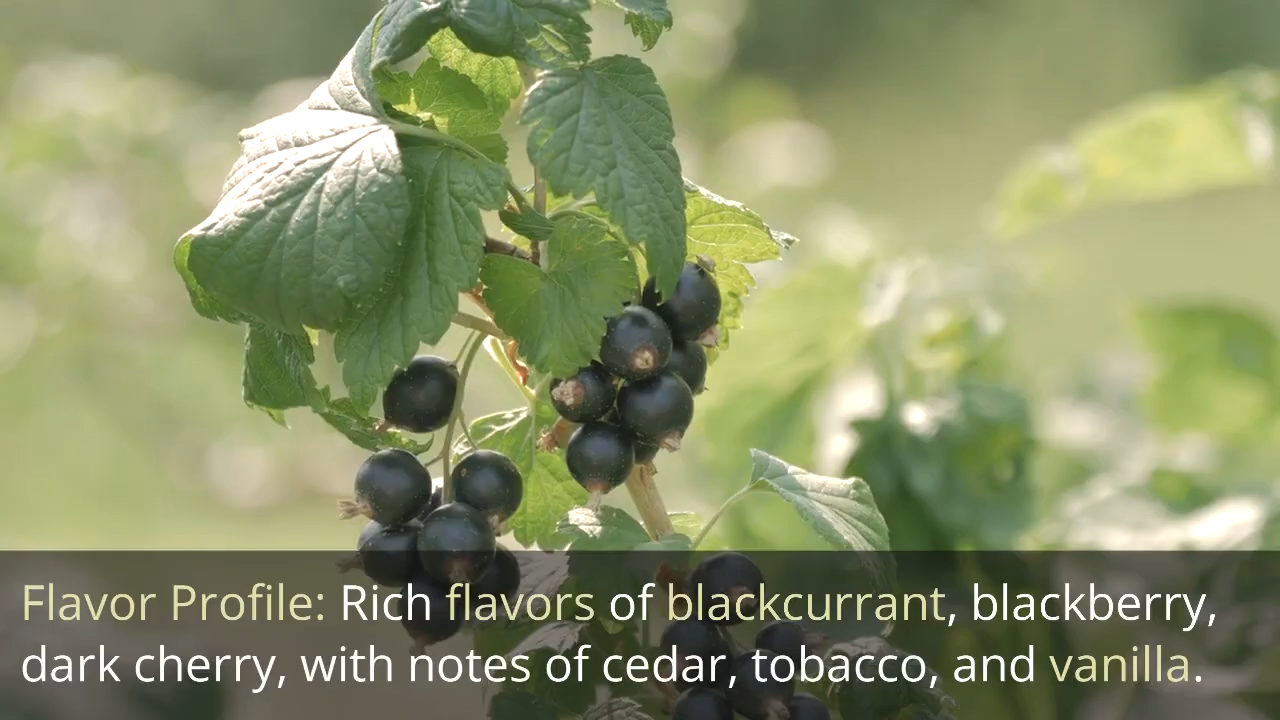 Flavor Profile: Rich flavors of blackcurrant, blackberry,
dark cherry, with notes of cedar, tobacco, and vanilla.